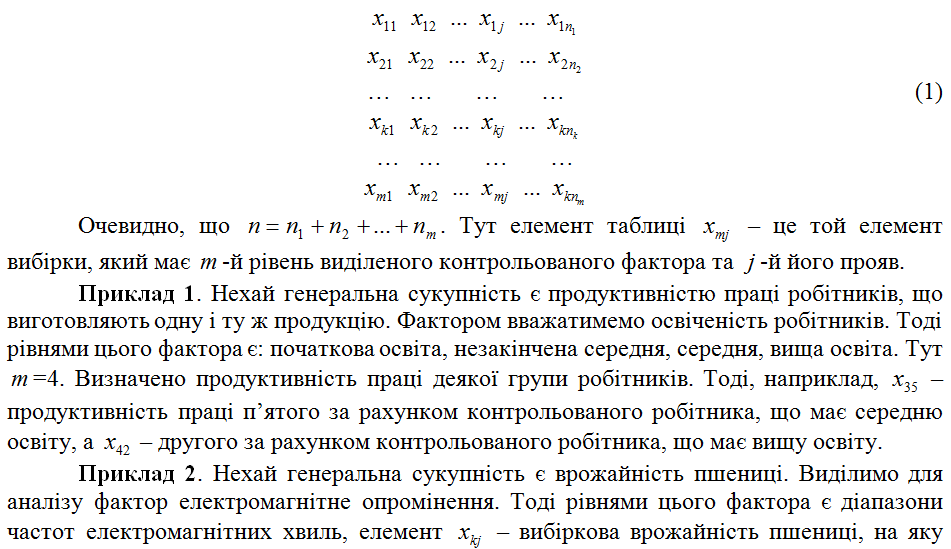 x₁₁ x₁₂ ... x₁ⱼ ... x₁ₙ₁
x₂₁ x₂₂ ... x₂ⱼ ... x₂ₙ₂
... ... ... ... (1)
xₖ₁ xₖ₂ ... xₖⱼ ... xₖₙₖ
... ... ... ...
xₘ₁ xₘ₂ ... xₘⱼ ... xₖₙₘ
Очевидно, що n = n₁ + n₂ + ... + nₘ. Тут елемент таблиці xₘⱼ – це той елемент
вибірки, який має m -й рівень виділеного контрольованого фактора та j -й його прояв.
Приклад 1. Нехай генеральна сукупність є продуктивністю праці робітників, що
виготовляють одну і ту ж продукцію. Фактором вважатимемо освіченість робітників. Тоді
рівнями цього фактора є: початкова освіта, незакінчена середня, середня, вища освіта. Тут
m =4. Визначено продуктивність праці деякої групи робітників. Тоді, наприклад, x₃₅ –
продуктивність праці п’ятого за рахунком контрольованого робітника, що має середню
освіту, а x₄₂ – другого за рахунком контрольованого робітника, що має вищу освіту.
Приклад 2. Нехай генеральна сукупність є врожайність пшениці. Виділимо для
аналізу фактор електромагнітне опромінення. Тоді рівнями цього фактора є діапазони
частот електромагнітних хвиль, елемент xₖⱼ – вибіркова врожайність пшениці, на яку